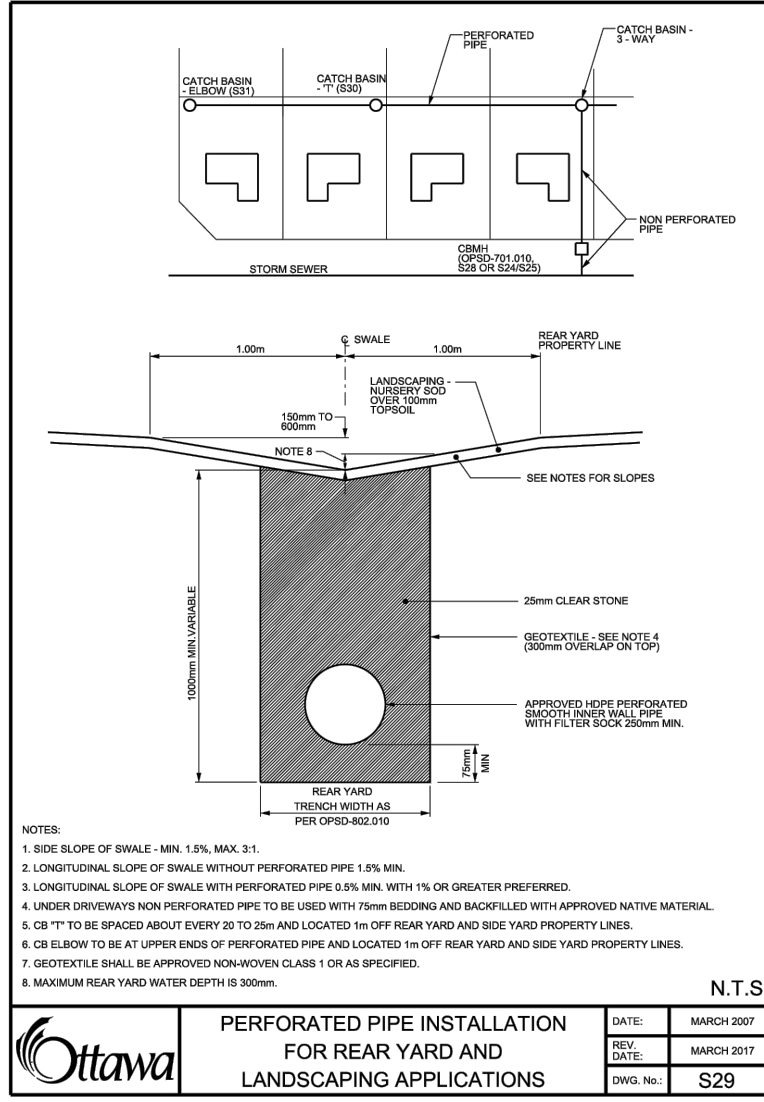 PERFORATED
PIPE
CATCH BASIN -
3 - WAY
CATCH BASIN
- ELBOW (S31)
CATCH BASIN
- 'T' (S30)
NON PERFORATED
PIPE
CBMH
(OPSD-701.010,
S28 OR S24/S25)
STORM SEWER
℄ SWALE
1.00m
1.00m
REAR YARD
PROPERTY LINE
LANDSCAPING -
NURSERY SOD
OVER 100mm
TOPSOIL
150mm TO
600mm
NOTE 8
SEE NOTES FOR SLOPES
1000mm MIN.VARIABLE
25mm CLEAR STONE
GEOTEXTILE - SEE NOTE 4
(300mm OVERLAP ON TOP)
APPROVED HDPE PERFORATED
SMOOTH INNER WALL PIPE
WITH FILTER SOCK 250mm MIN.
75mm
MIN
REAR YARD
TRENCH WIDTH AS
PER OPSD-802.010
NOTES:
1. SIDE SLOPE OF SWALE - MIN. 1.5%, MAX. 3:1.
2. LONGITUDINAL SLOPE OF SWALE WITHOUT PERFORATED PIPE 1.5% MIN.
3. LONGITUDINAL SLOPE OF SWALE WITH PERFORATED PIPE 0.5% MIN. WITH 1% OR GREATER PREFERRED.
4. UNDER DRIVEWAYS NON PERFORATED PIPE TO BE USED WITH 75mm BEDDING AND BACKFILLED WITH APPROVED NATIVE MATERIAL.
5. CB "T" TO BE SPACED ABOUT EVERY 20 TO 25m AND LOCATED 1m OFF REAR YARD AND SIDE YARD PROPERTY LINES.
6. CB ELBOW TO BE AT UPPER ENDS OF PERFORATED PIPE AND LOCATED 1m OFF REAR YARD AND SIDE YARD PROPERTY LINES.
7. GEOTEXTILE SHALL BE APPROVED NON-WOVEN CLASS 1 OR AS SPECIFIED.
8. MAXIMUM REAR YARD WATER DEPTH IS 300mm.
N.T.S
Ottawa
PERFORATED PIPE INSTALLATION
FOR REAR YARD AND
LANDSCAPING APPLICATIONS
DATE: MARCH 2007
REV.
DATE: MARCH 2017
DWG. No.: S29